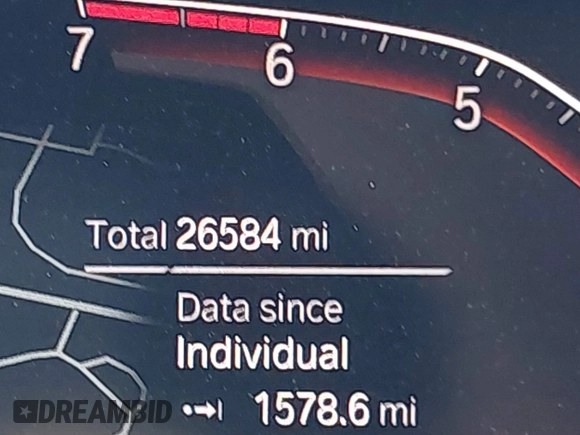 7 6 5
Total 26584 mi
Data since
Individual
1578.6 mi
DREAMBID